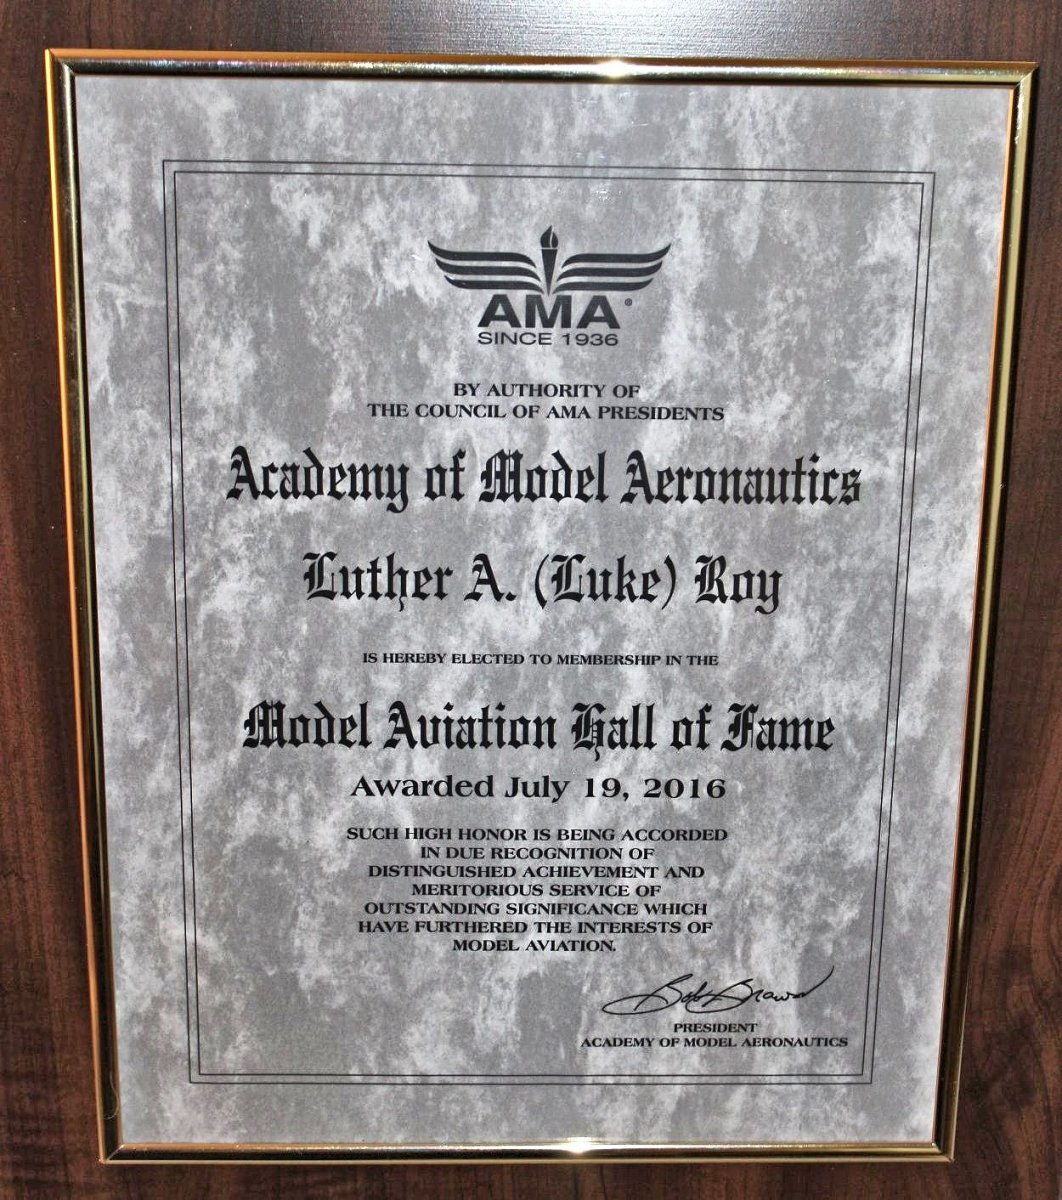 AMA®
SINCE 1936
BY AUTHORITY OF
THE COUNCIL OF AMA PRESIDENTS
Academy of Model Aeronautics
Luther A. (Luke) Roy
IS HEREBY ELECTED TO MEMBERSHIP IN THE
Model Aviation Hall of Fame
Awarded July 19, 2016
SUCH HIGH HONOR IS BEING ACCORDED
IN DUE RECOGNITION OF
DISTINGUISHED ACHIEVEMENT AND
MERITORIOUS SERVICE OF
OUTSTANDING SIGNIFICANCE WHICH
HAVE FURTHERED THE INTERESTS OF
MODEL AVIATION.
Bob Brown
PRESIDENT
ACADEMY OF MODEL AERONAUTICS